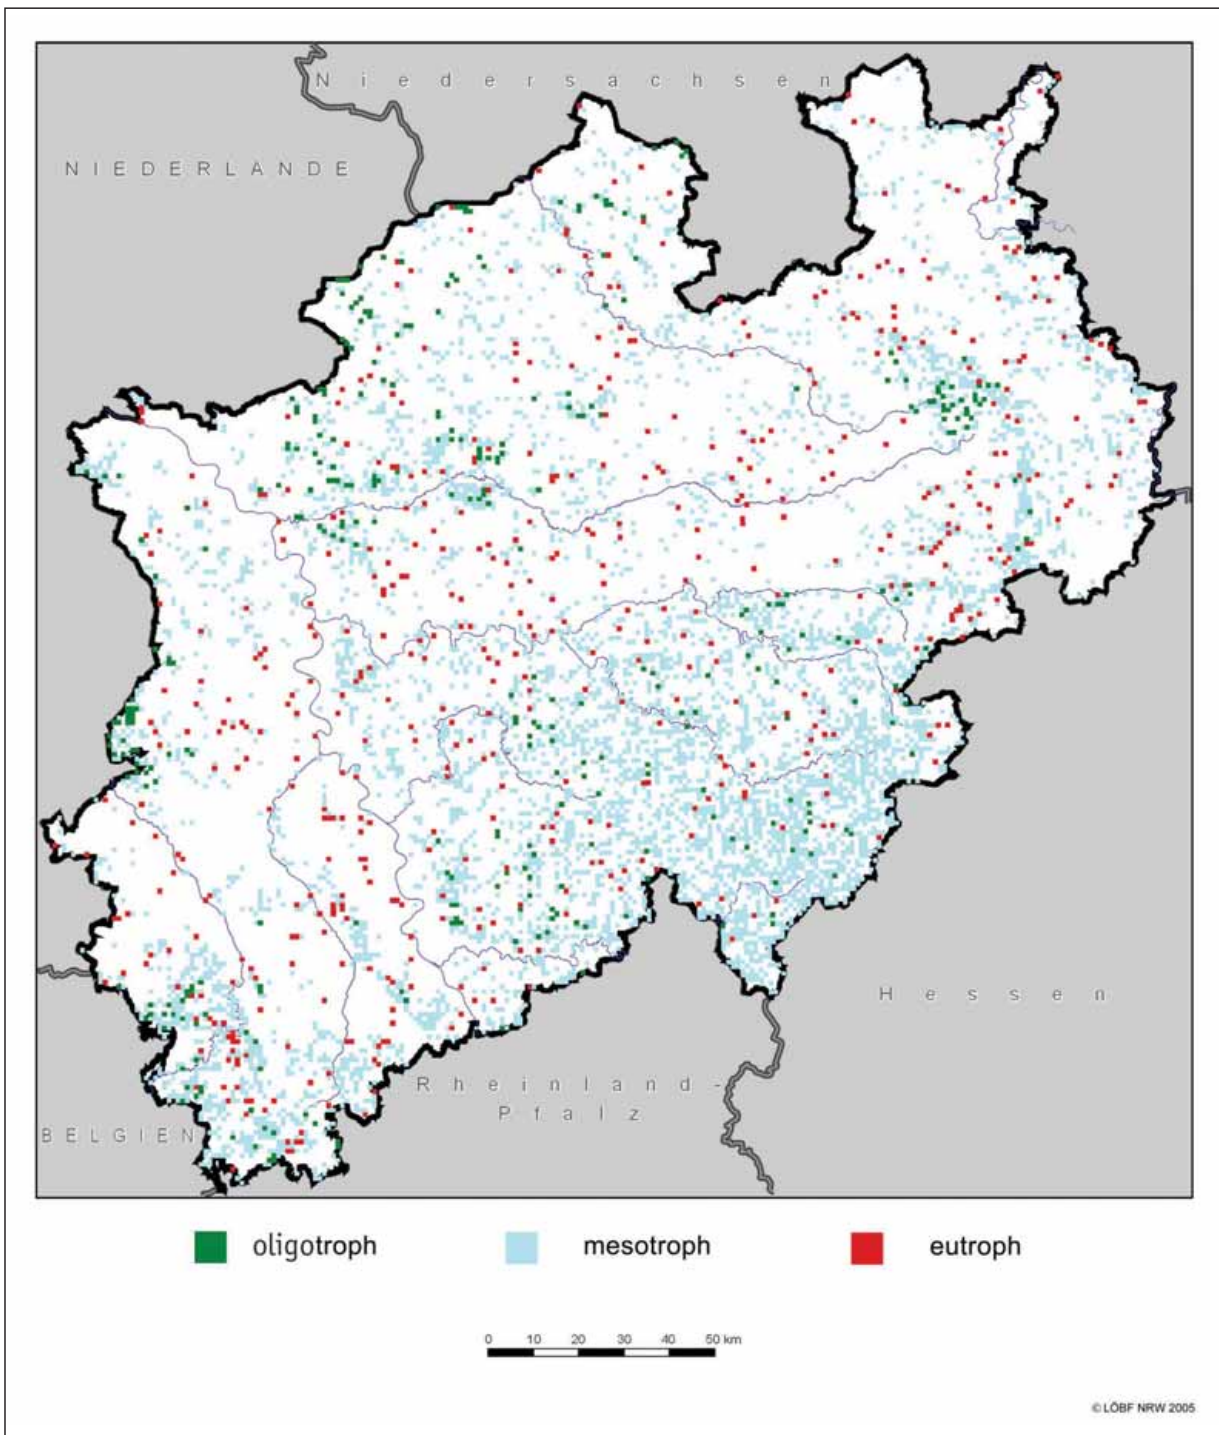 Niedersachsen
NIEDERLANDE
Hessen
Rheinland-
Pfalz
BELGIEN
oligotroph mesotroph eutroph
0 10 20 30 40 50 km
© LÖBF NRW 2005